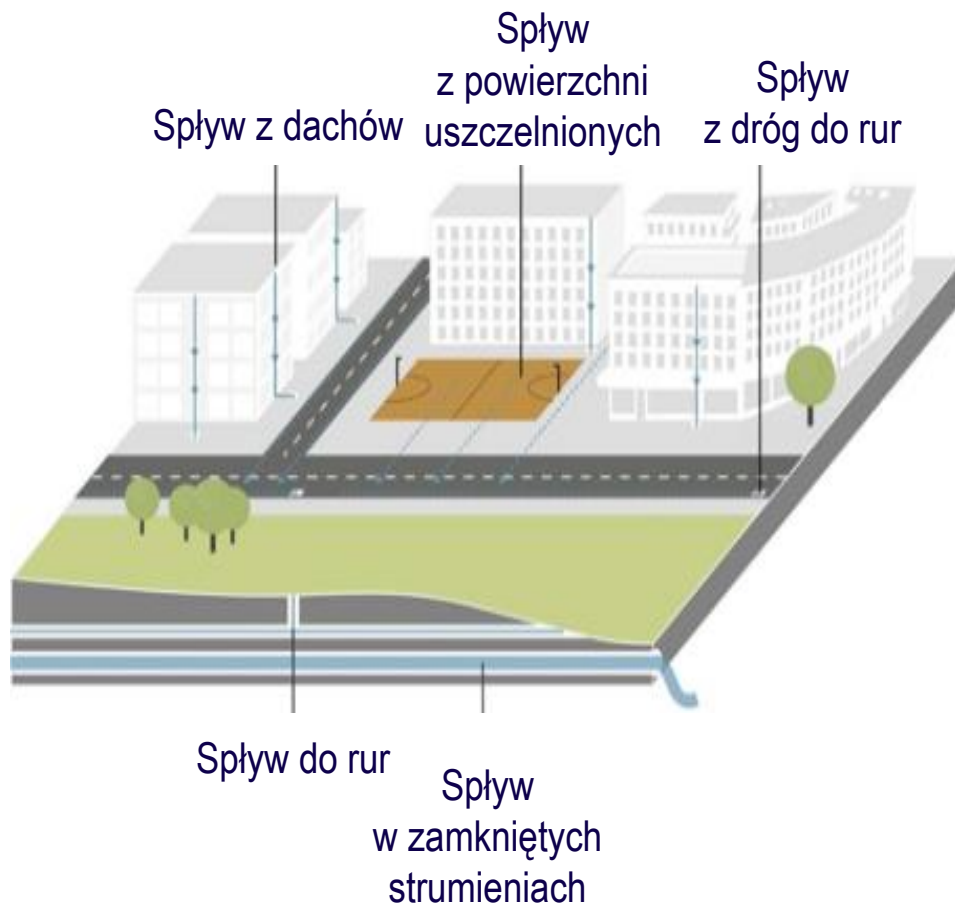 Spływ z dachów
Spływ
z powierzchni
uszczelnionych
Spływ
z dróg do rur
Spływ do rur
Spływ
w zamkniętych
strumieniach